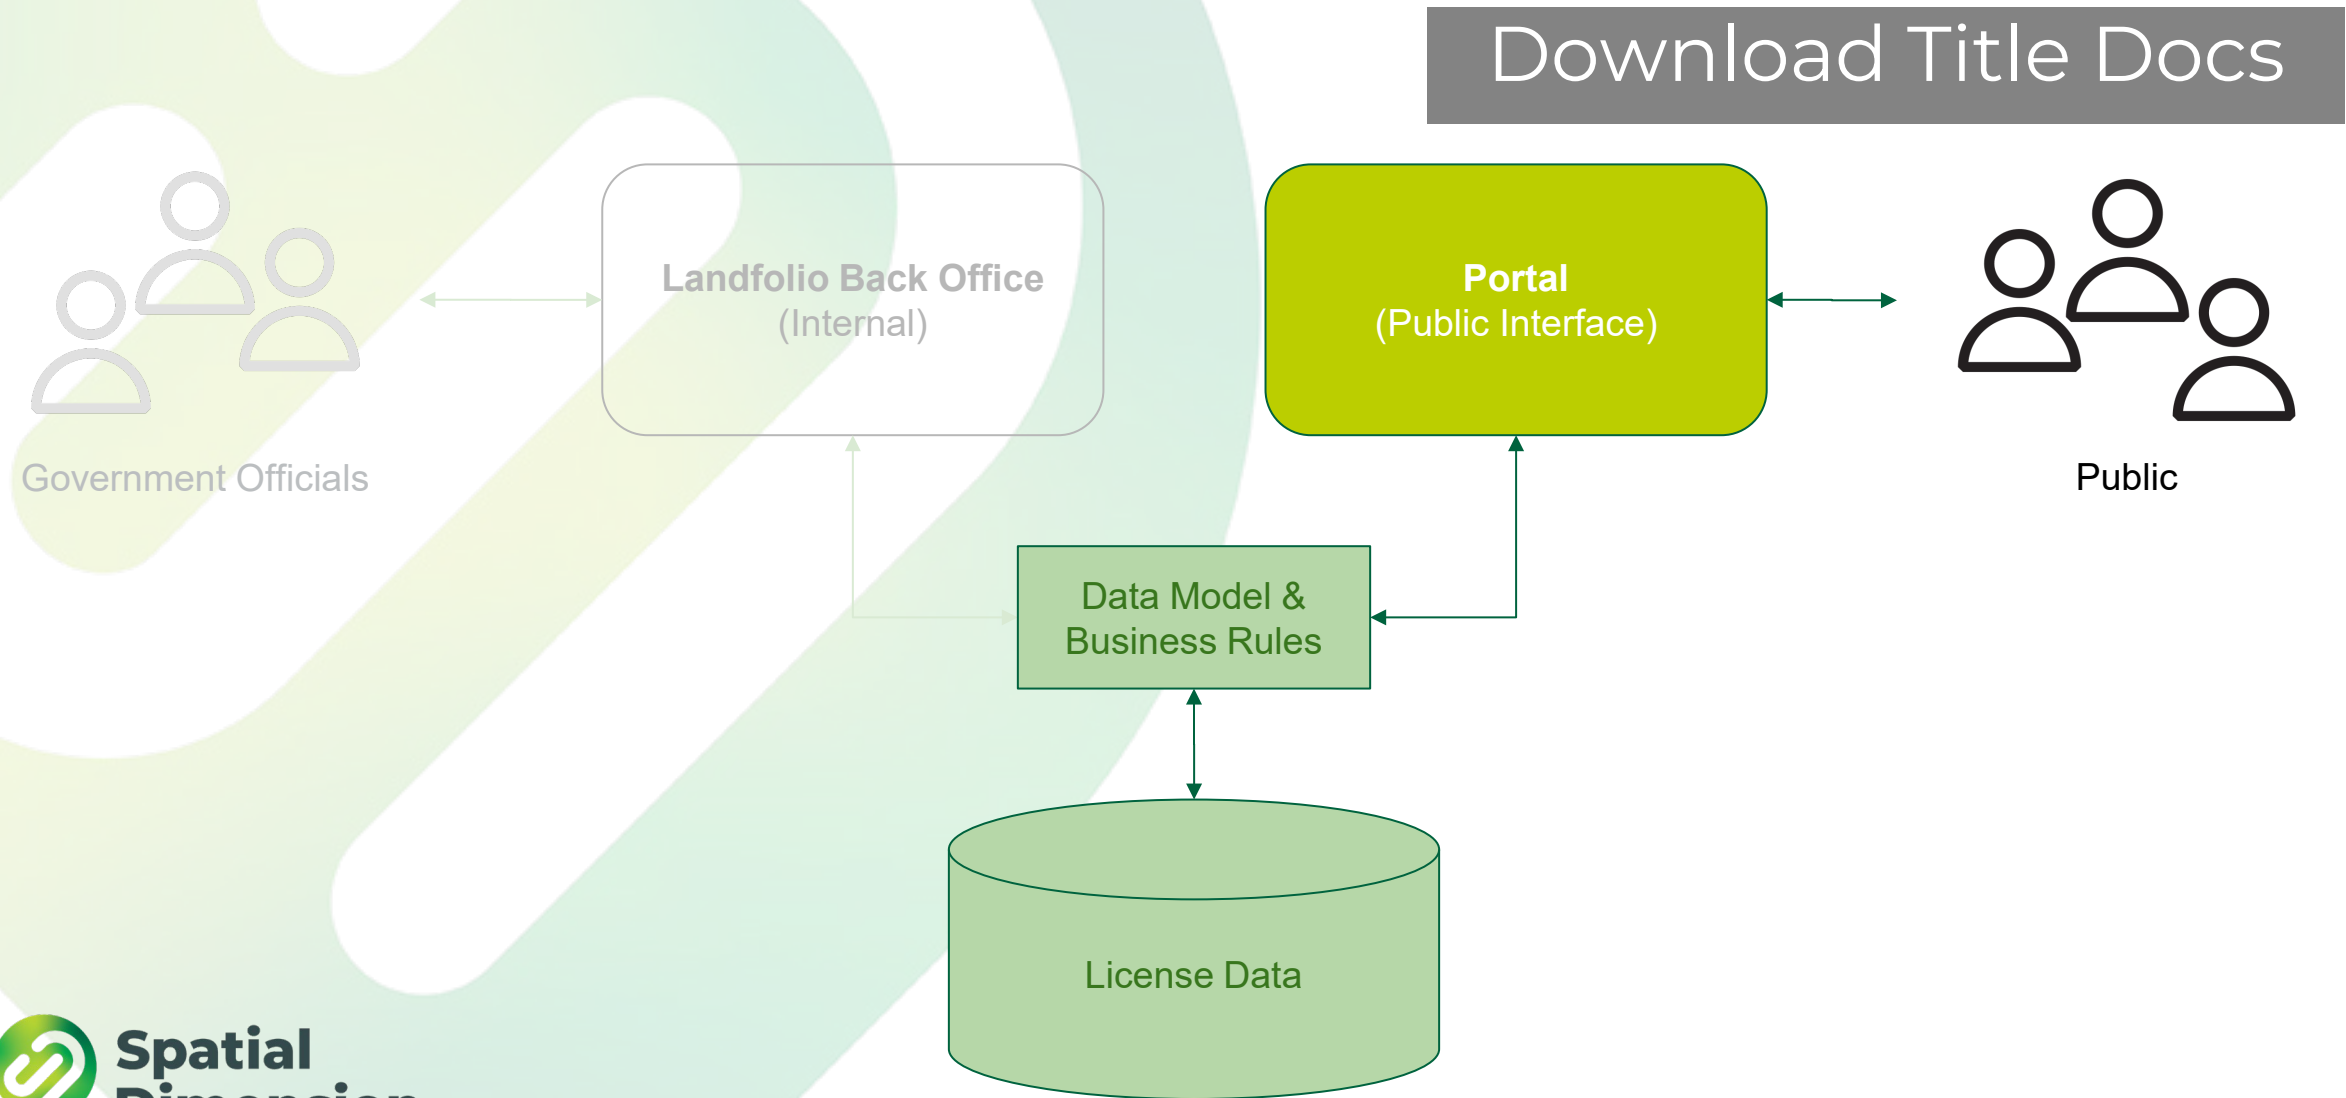 Download Title Docs
Landfolio Back Office
(Internal)
Portal
(Public Interface)
Government Officials
Public
Data Model &
Business Rules
License Data
Spatial
Dimension